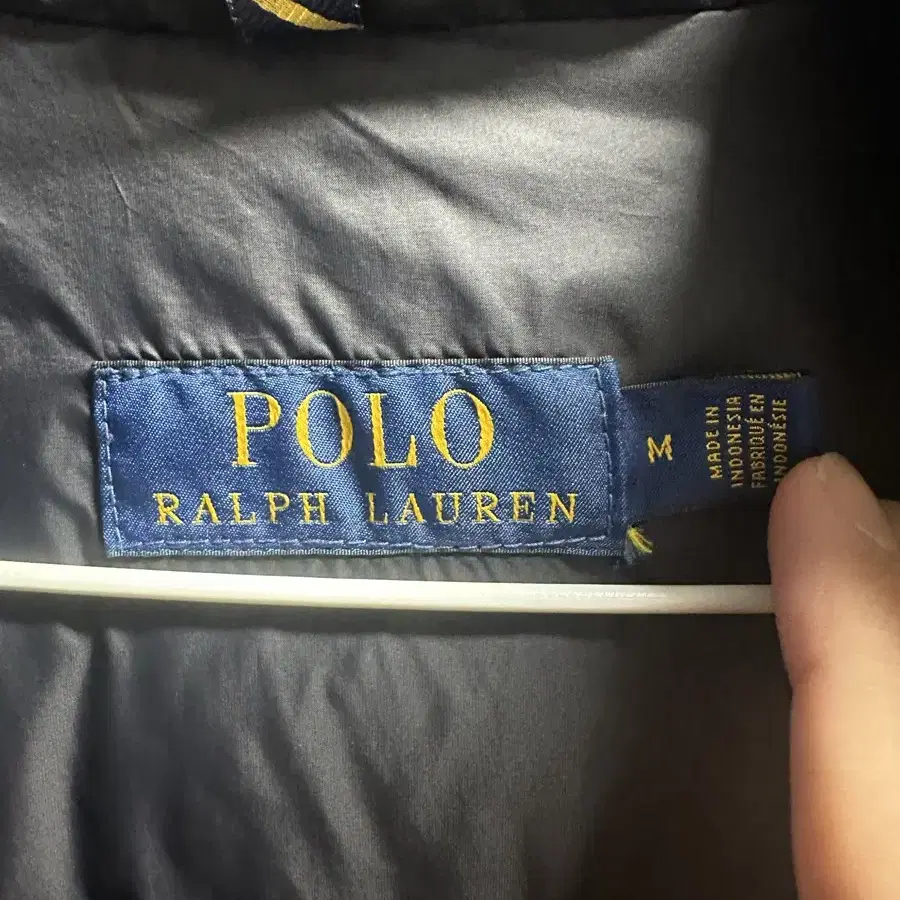 POLO
RALPH LAUREN
M
MADE IN
INDONESIA
FABRIQUÉ EN
INDONÉSIE